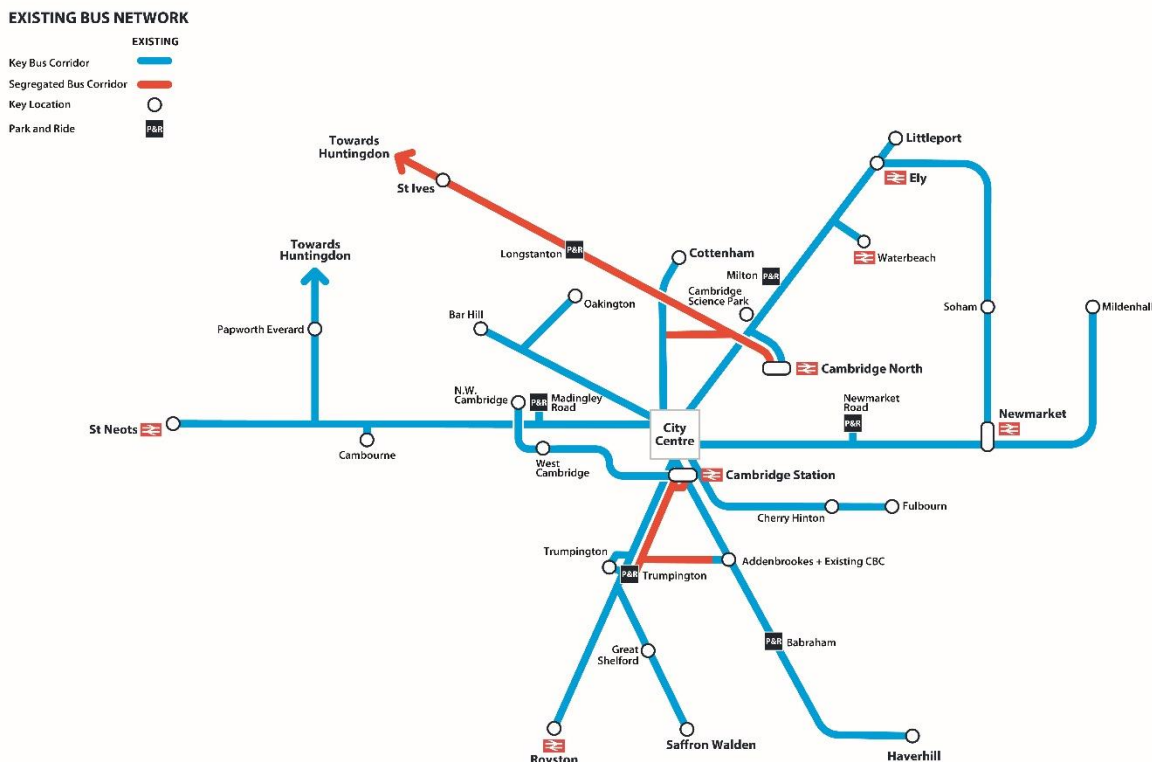 EXISTING BUS NETWORK
EXISTING
Key Bus Corridor
Segregated Bus Corridor
Key Location
Park and Ride
P&R
Towards
Huntingdon
St Ives
Longstanton
P&R
Towards
Huntingdon
Papworth Everard
Bar Hill
Oakington
Cottenham
Milton
P&R
Cambridge
Science Park
Littleport
Ely
Waterbeach
Soham
Mildenhall
Cambridge North
N.W.
Cambridge
P&R
Madingley
Road
Newmarket
Road
P&R
Newmarket
St Neots
Cambourne
West
Cambridge
City
Centre
Cambridge Station
Cherry Hinton
Fulbourn
Trumpington
P&R
Trumpington
Addenbrookes + Existing CBC
Great
Shelford
P&R
Babraham
Royston
Saffron Walden
Haverhill